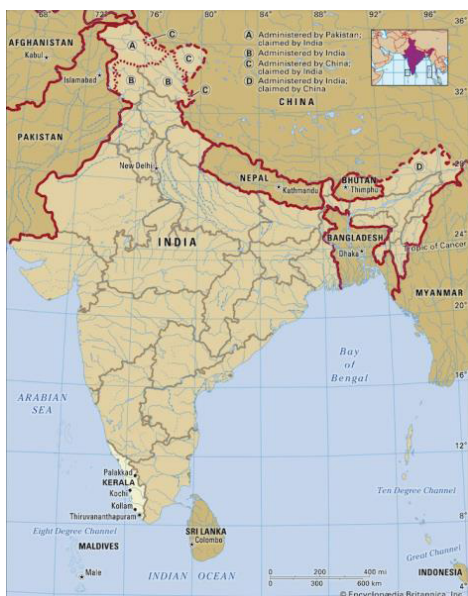 68
72
C
76
80
84
88
92
96
36
AFGHANISTAN
Kabul
Islamabad
A
C
B
B
C
C
A Administered by Pakistan;
claimed by India
B Administered by India
C Administered by China;
claimed by India
D Administered by India;
claimed by China
32
CHINA
PAKISTAN
New Delhi
NEPAL
Kathmandu
BHUTAN
Thimphu
D
28
INDIA
BANGLADESH
Dhaka
24
Tropic of Cancer
MYANMAR
20
Bay
of
Bengal
16
ARABIAN
SEA
12
Palakkad
KERALA
Kochi
Kollam
Thiruvananthapuram
Ten Degree Channel
Eight Degree Channel
8
MALDIVES
SRI LANKA
Colombo
Great Channel
Male
INDIAN OCEAN
0 200 400 mi
0 300 600 km
INDONESIA
4°
© Encyclopædia Britannica, Inc.